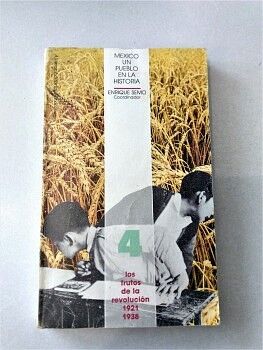 MEXICO
UN
PUEBLO
EN LA
HISTORIA
ENRIQUE SEMO
Coordinador
4
los
frutos
de la
revolución
1921
1938